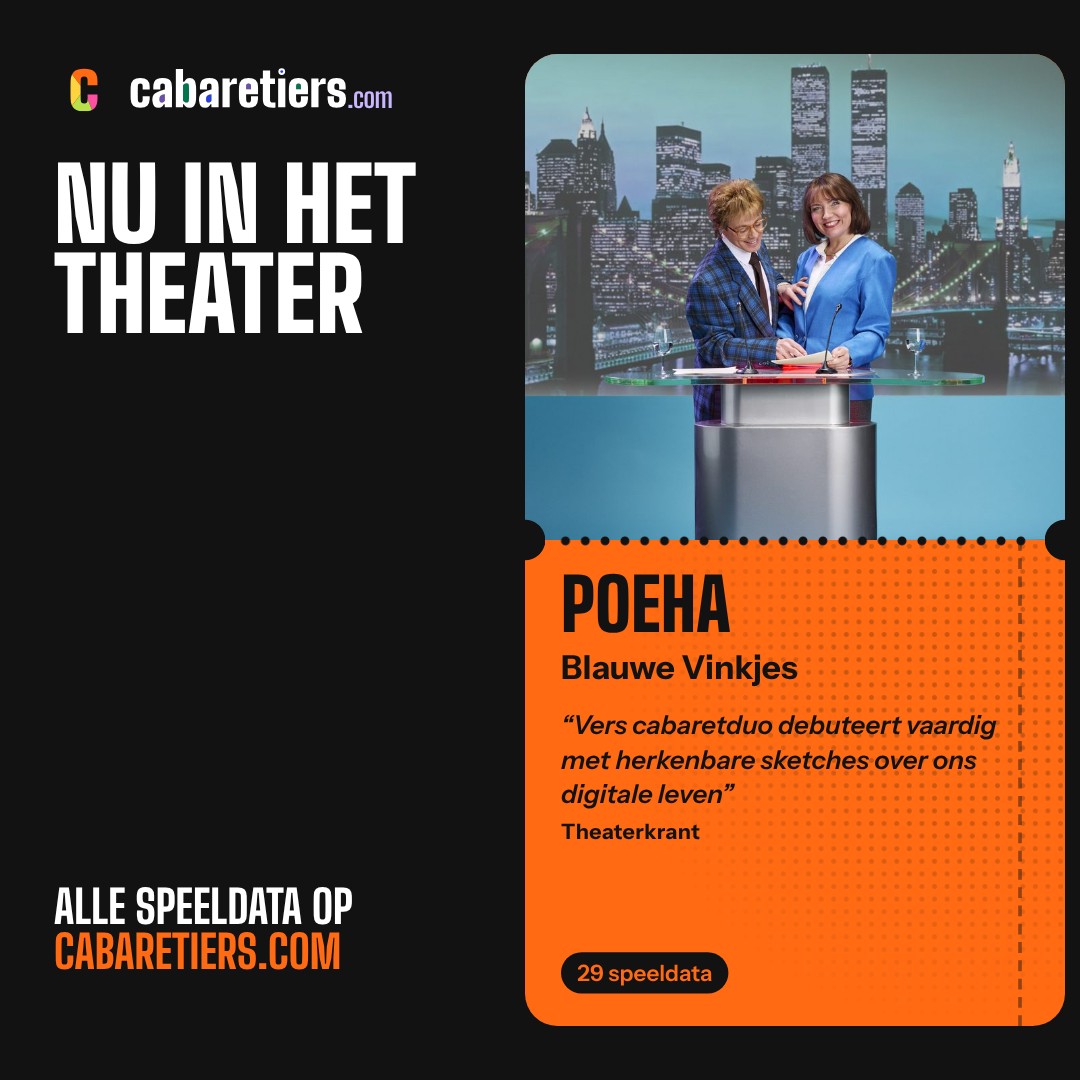 cabaretiers.com
NU IN HET
THEATER
POEHA
Blauwe Vinkjes
“Vers cabaretduo debuteert vaardig
met herkenbare sketches over ons
digitale leven”
Theaterkrant
29 speeldata
ALLE SPEELDATA OP
CABARETIERS.COM